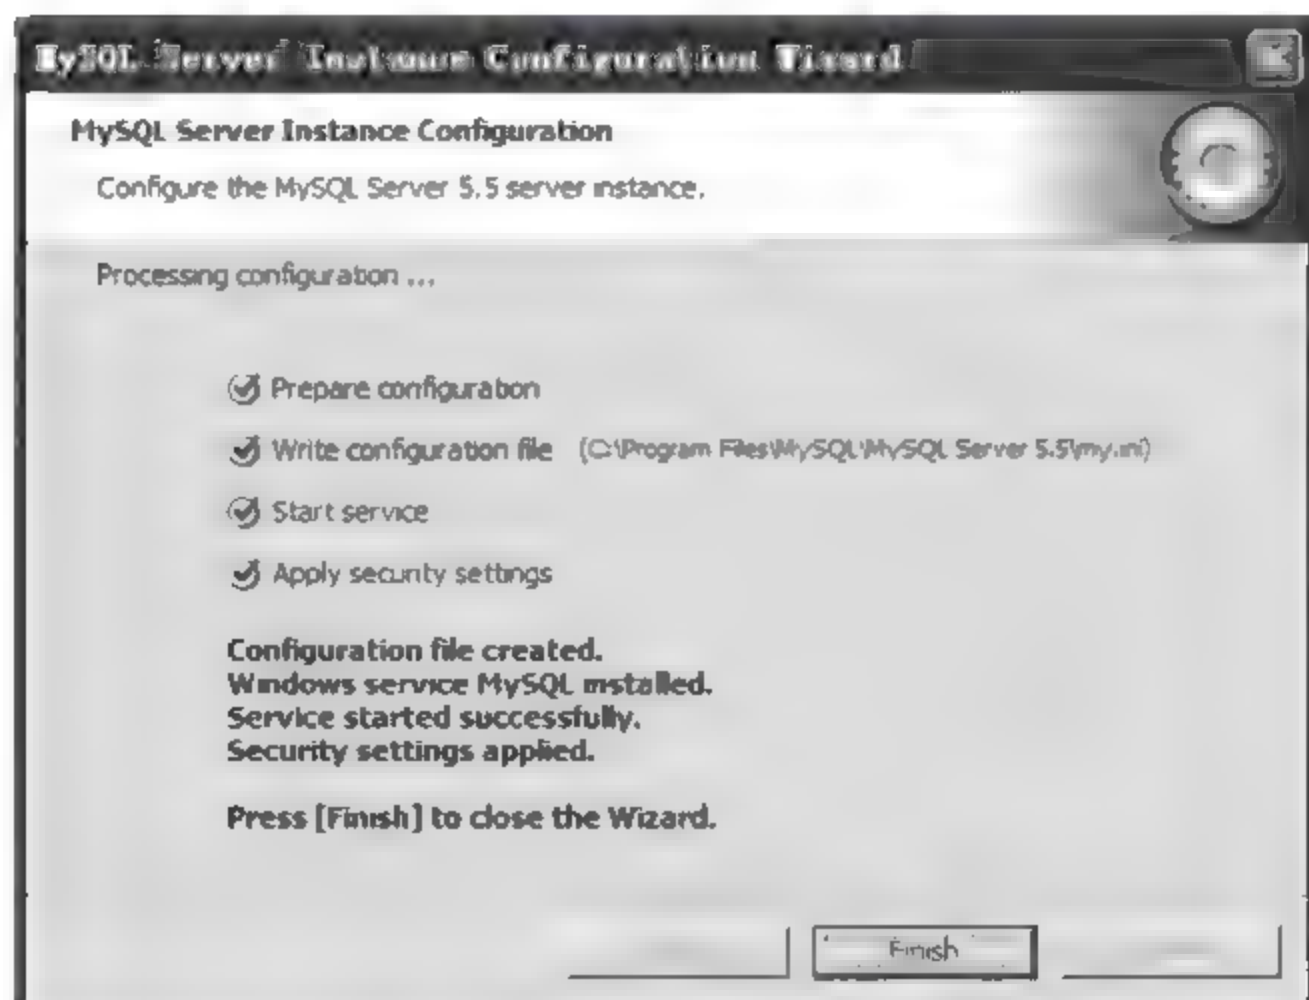 MySQL Server Instance Configuration Wizard
MySQL Server Instance Configuration
Configure the MySQL Server 5.5 server instance.
Processing configuration ...
Prepare configuration
Write configuration file (C:\Program Files\MySQL\MySQL Server 5.5\my.ini)
Start service
Apply security settings
Configuration file created.
Windows service MySQL installed.
Service started successfully.
Security settings applied.
Press [Finish] to close the Wizard.
Finish